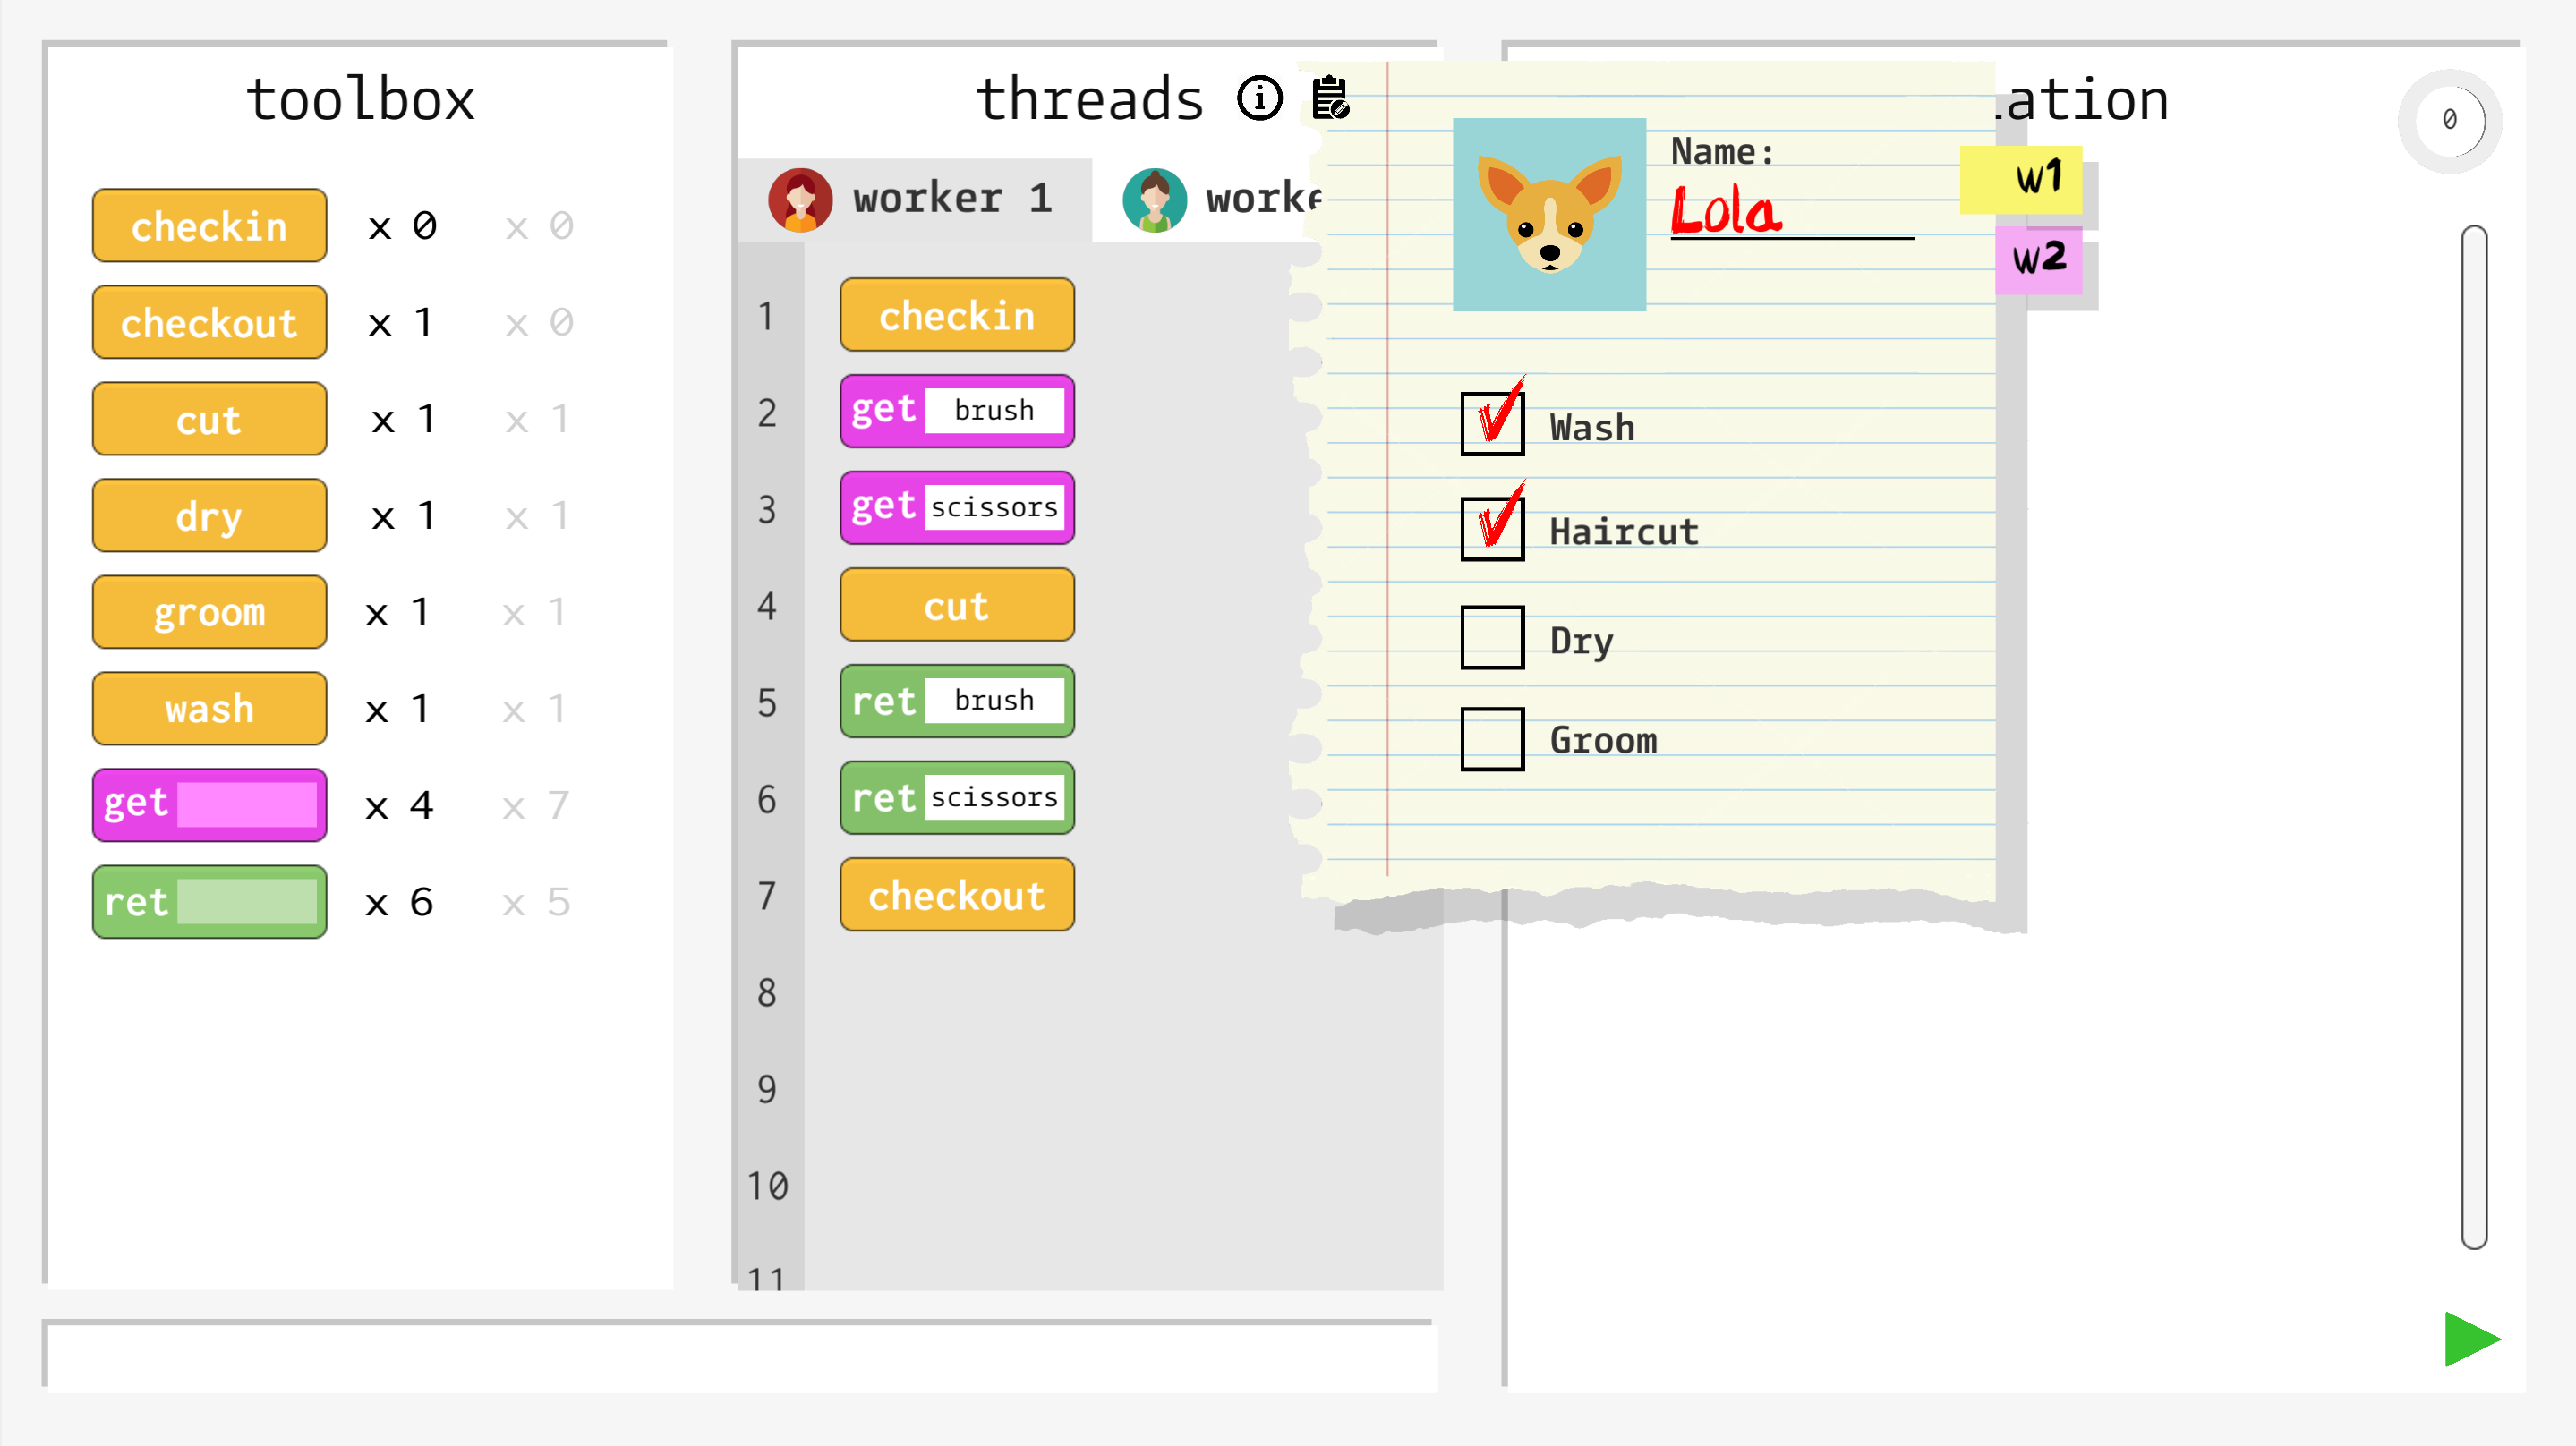 toolbox
checkin x 0 x 0
checkout x 1 x 0
cut x 1 x 1
dry x 1 x 1
groom x 1 x 1
wash x 1 x 1
get x 4 x 7
ret x 6 x 5
threads
worker 1 worke
1 checkin
2 get brush
3 get scissors
4 cut
5 ret brush
6 ret scissors
7 checkout
8
9
10
11
ation
0
Name:
Lola
w1
w2
Wash
Haircut
Dry
Groom